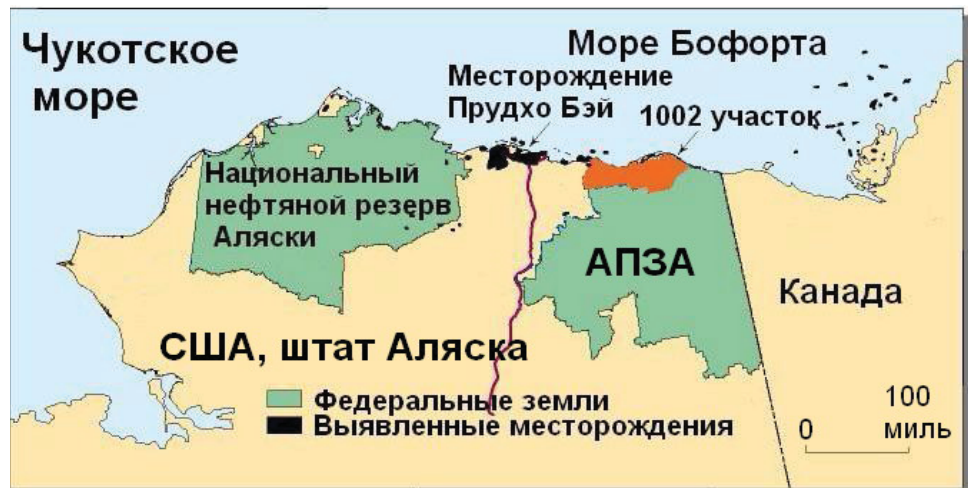 Чукотское
море
Море Бофорта
Месторождение
Прудхо Бэй
1002 участок
Национальный
нефтяной резерв
Аляски
АПЗА
Канада
США, штат Аляска
Федеральные земли
Выявленные месторождения
100
0 миль